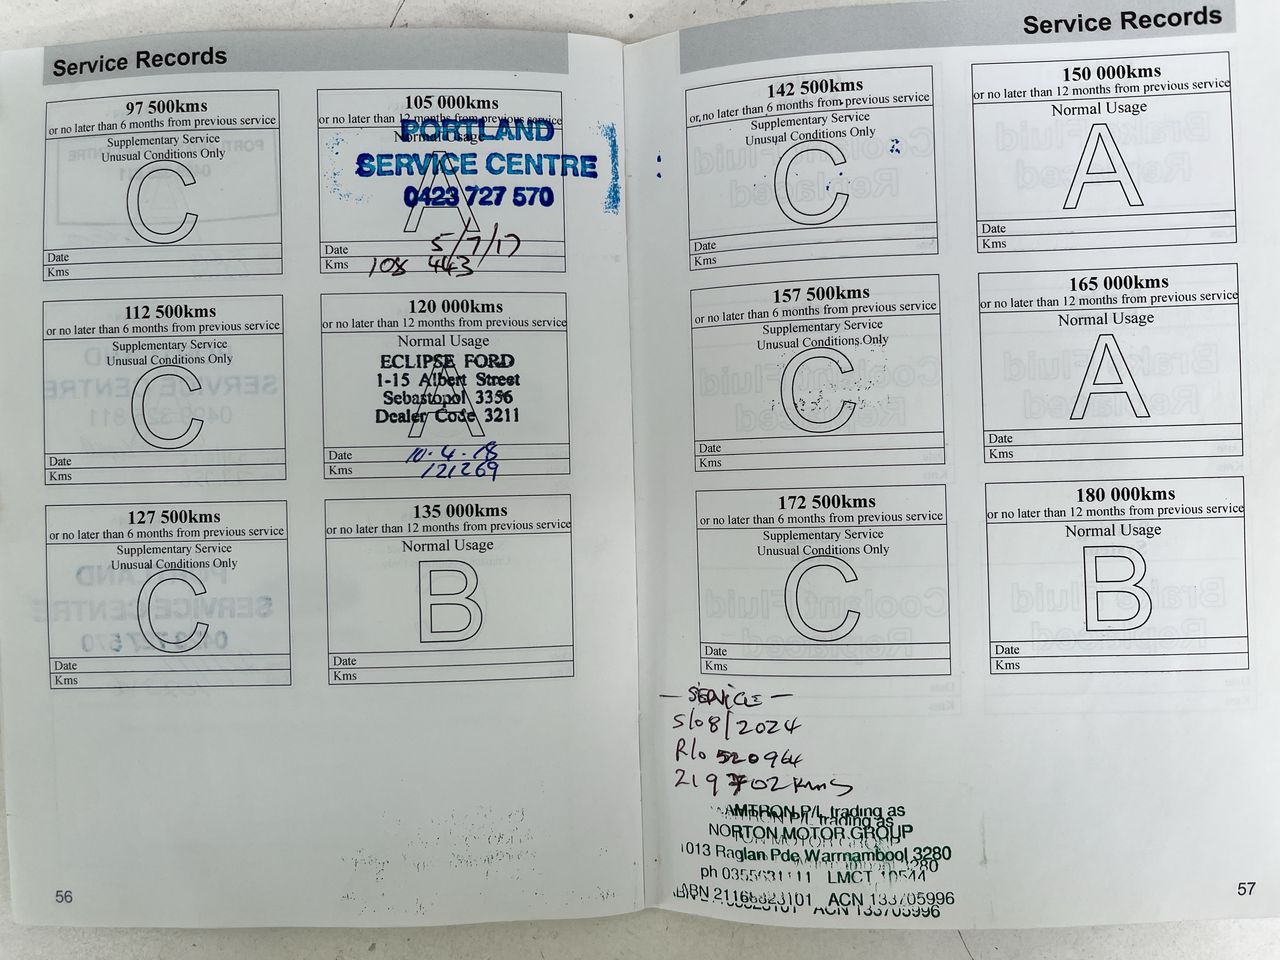 Service Records
97 500kms
or no later than 6 months from previous service
Supplementary Service
Unusual Conditions Only
C
Date
Kms
105 000kms
or no later than 12 months from previous service
Normal Usage
A
PORTLAND
SERVICE CENTRE
0423 727 570
Date 5/7/17
Kms 108 443
112 500kms
or no later than 6 months from previous service
Supplementary Service
Unusual Conditions Only
C
Date
Kms
120 000kms
or no later than 12 months from previous service
Normal Usage
A
ECLIPSE FORD
1-15 Albert Street
Sebastopol 3356
Dealer Code 3211
Date 10.4.18
Kms 121269
127 500kms
or no later than 6 months from previous service
Supplementary Service
Unusual Conditions Only
C
Date
Kms
135 000kms
or no later than 12 months from previous service
Normal Usage
B
Date
Kms
56
Service Records
142 500kms
or no later than 6 months from previous service
Supplementary Service
Unusual Conditions Only
C
Date
Kms
150 000kms
or no later than 12 months from previous service
Normal Usage
A
Date
Kms
157 500kms
or no later than 6 months from previous service
Supplementary Service
Unusual Conditions Only
C
Date
Kms
165 000kms
or no later than 12 months from previous service
Normal Usage
A
Date
Kms
172 500kms
or no later than 6 months from previous service
Supplementary Service
Unusual Conditions Only
C
Date
Kms
180 000kms
or no later than 12 months from previous service
Normal Usage
B
Date
Kms
— SERVICE —
5/08/2024
R/o 520964
219702 kms
P/L trading as
NORTON MOTOR GROUP
1013 Raglan Pde Warrnambool 3280
ph LMCT
ABN ACN 133705996
57